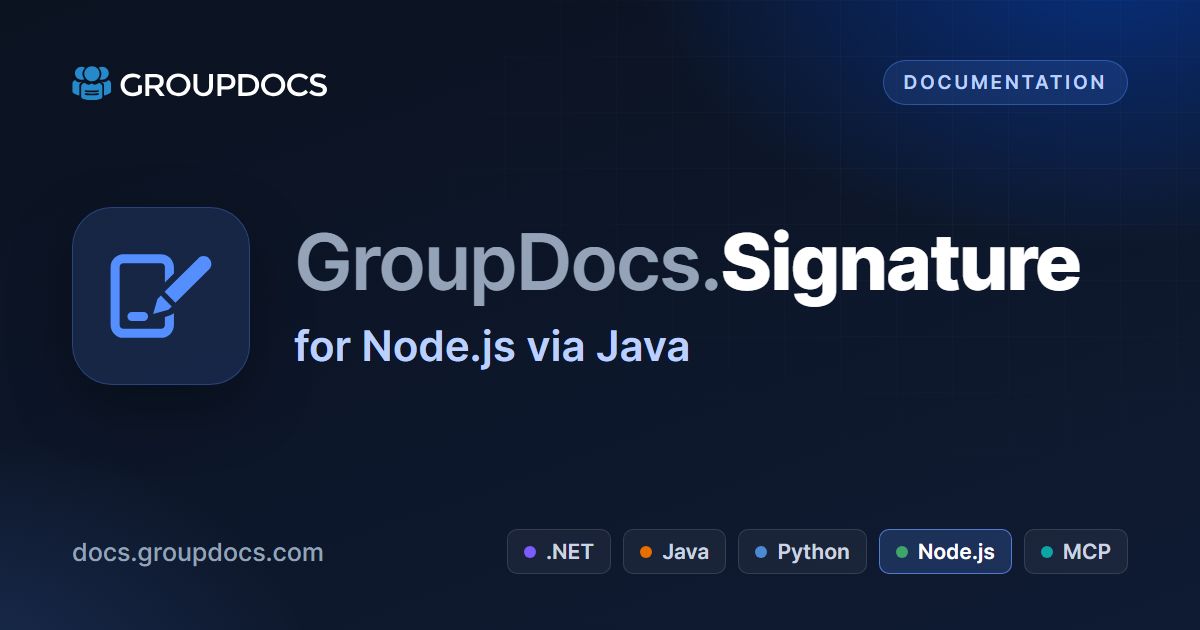 GROUPDOCS
DOCUMENTATION
GroupDocs.Signature
for Node.js via Java
docs.groupdocs.com
.NET
Java
Python
Node.js
MCP